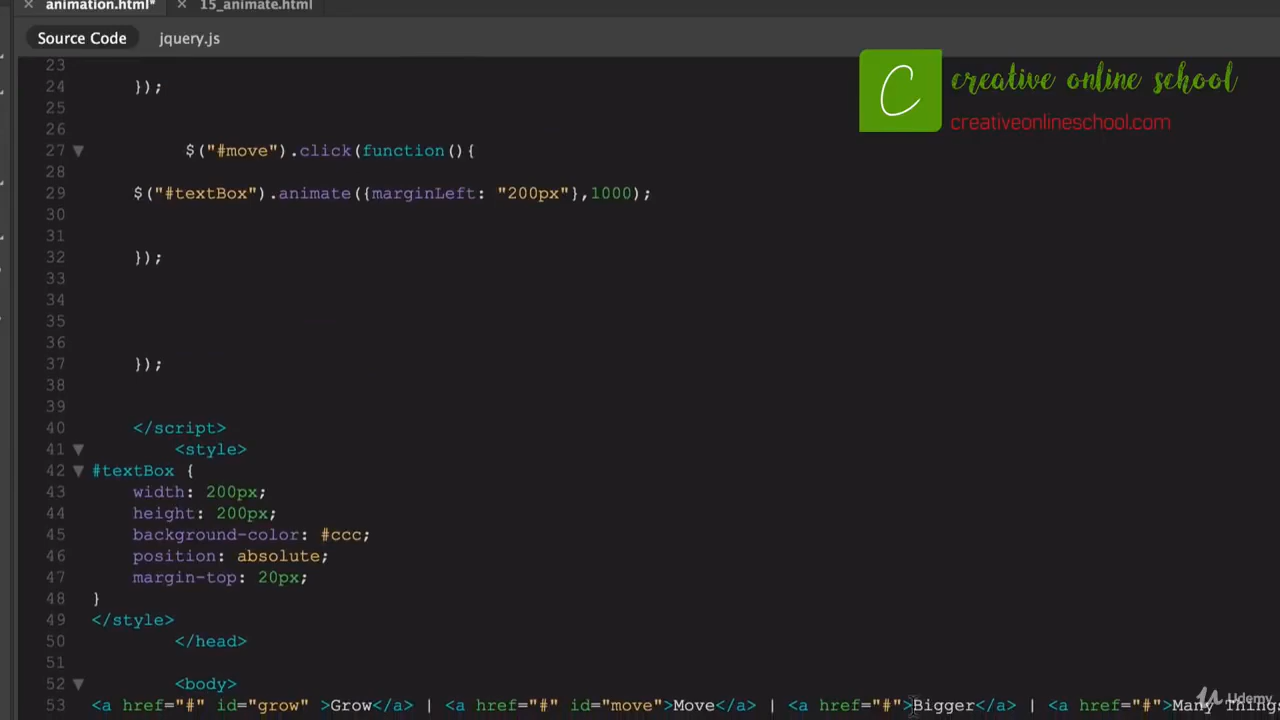 animation.html*
15_animate.html
Source Code
jquery.js
creative online school
creativeonlineschool.com
C
23
24 });
25
26
27 $("#move").click(function(){
28
29 $("#textBox").animate({marginLeft: "200px"},1000);
30
31
32 });
33
34
35
36
37 });
38
39
40 </script>
41 <style>
42 #textBox {
43 width: 200px;
44 height: 200px;
45 background-color: #ccc;
46 position: absolute;
47 margin-top: 20px;
48 }
49 </style>
50 </head>
51
52 <body>
53 <a href="#" id="grow" >Grow</a> | <a href="#" id="move">Move</a> | <a href="#">Bigger</a> | <a href="#">Many Things
Udemy